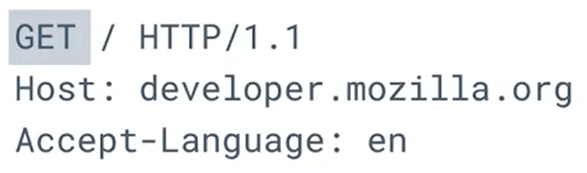 GET / HTTP/1.1
Host: developer.mozilla.org
Accept-Language: en